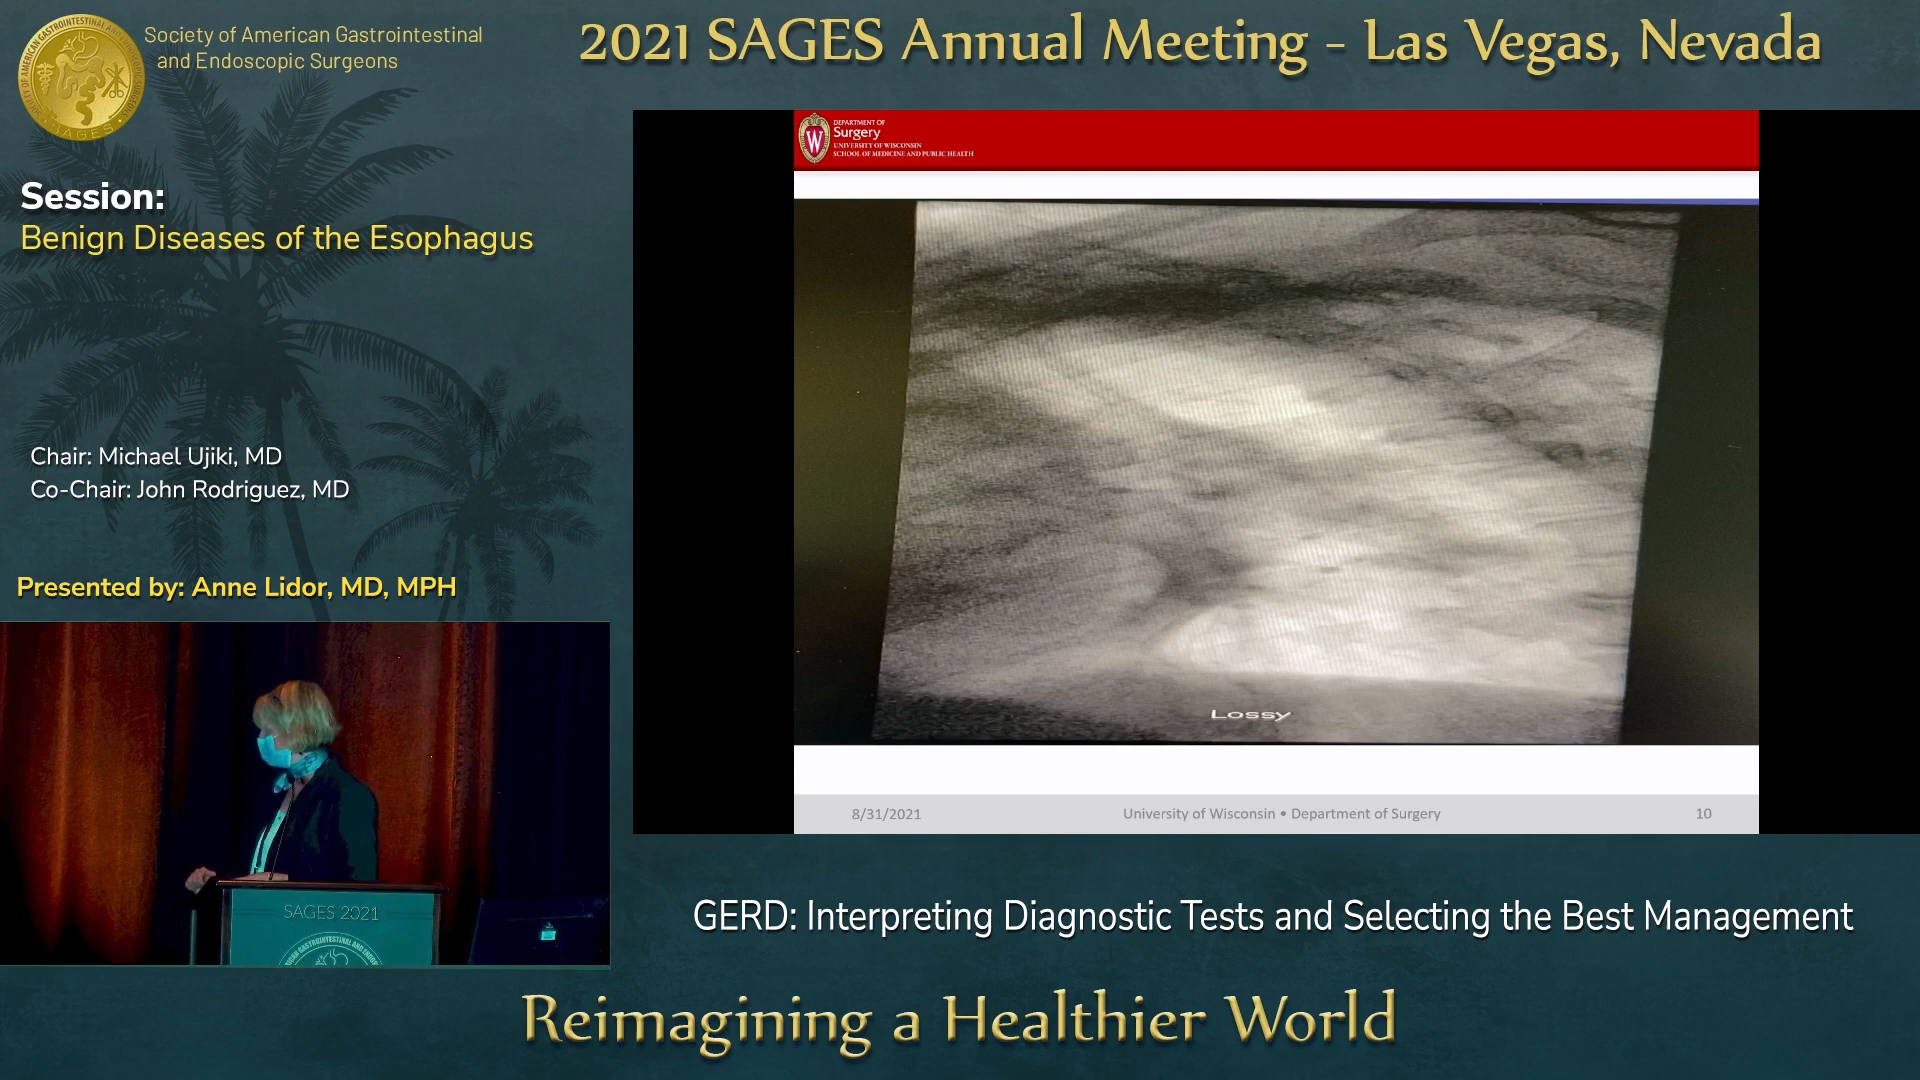 Society of American Gastrointestinal
and Endoscopic Surgeons
2021 SAGES Annual Meeting - Las Vegas, Nevada
SAGES
Session:
Benign Diseases of the Esophagus
Chair: Michael Ujiki, MD
Co-Chair: John Rodriguez, MD
Presented by: Anne Lidor, MD, MPH
SAGES 2021
W
DEPARTMENT OF
Surgery
UNIVERSITY OF WISCONSIN
SCHOOL OF MEDICINE AND PUBLIC HEALTH
Lossy
8/31/2021
University of Wisconsin • Department of Surgery
10
GERD: Interpreting Diagnostic Tests and Selecting the Best Management
Reimagining a Healthier World